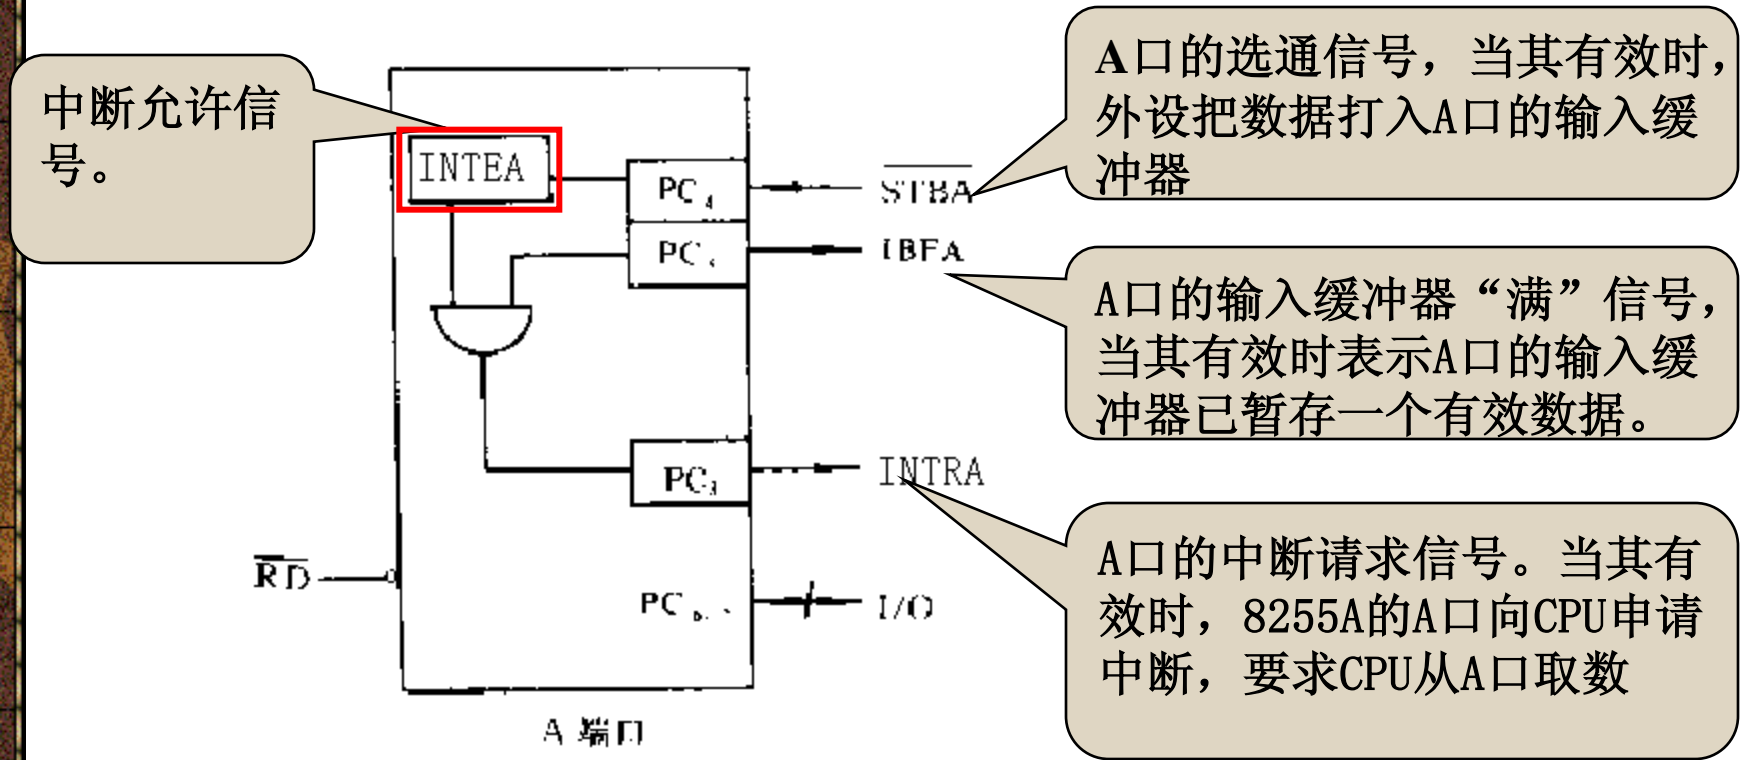 中断允许信
号。
A口的选通信号，当其有效时，
外设把数据打入A口的输入缓
冲器
INTEA
PC4
STBA
PC
IBFA
A口的输入缓冲器“满”信号，
当其有效时表示A口的输入缓
冲器已暂存一个有效数据。
PC3
INTRA
A口的中断请求信号。当其有
效时，8255A的A口向CPU申请
中断，要求CPU从A口取数
RD
PC
I/O
A 端口